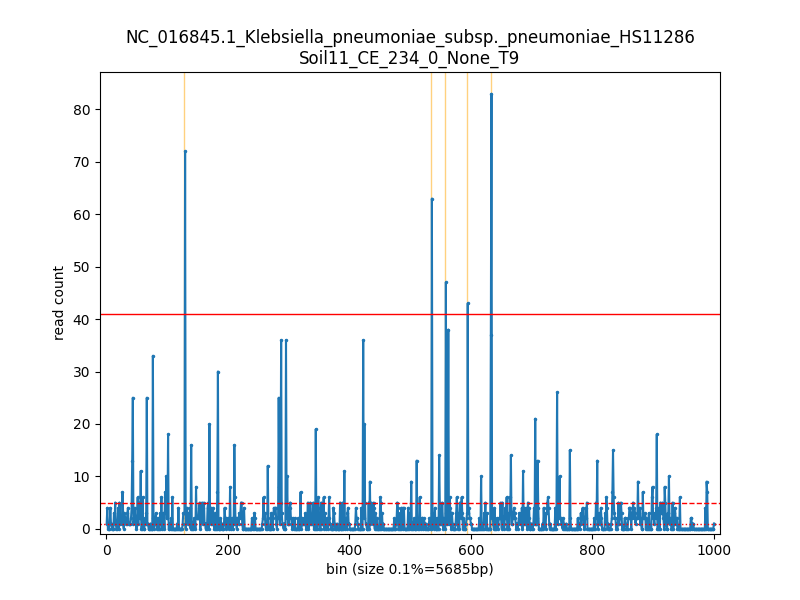 NC_016845.1_Klebsiella_pneumoniae_subsp._pneumoniae_HS11286
Soil11_CE_234_0_None_T9
80
70
60
50
40
30
20
10
0
read count
0 200 400 600 800 1000
bin (size 0.1%=5685bp)